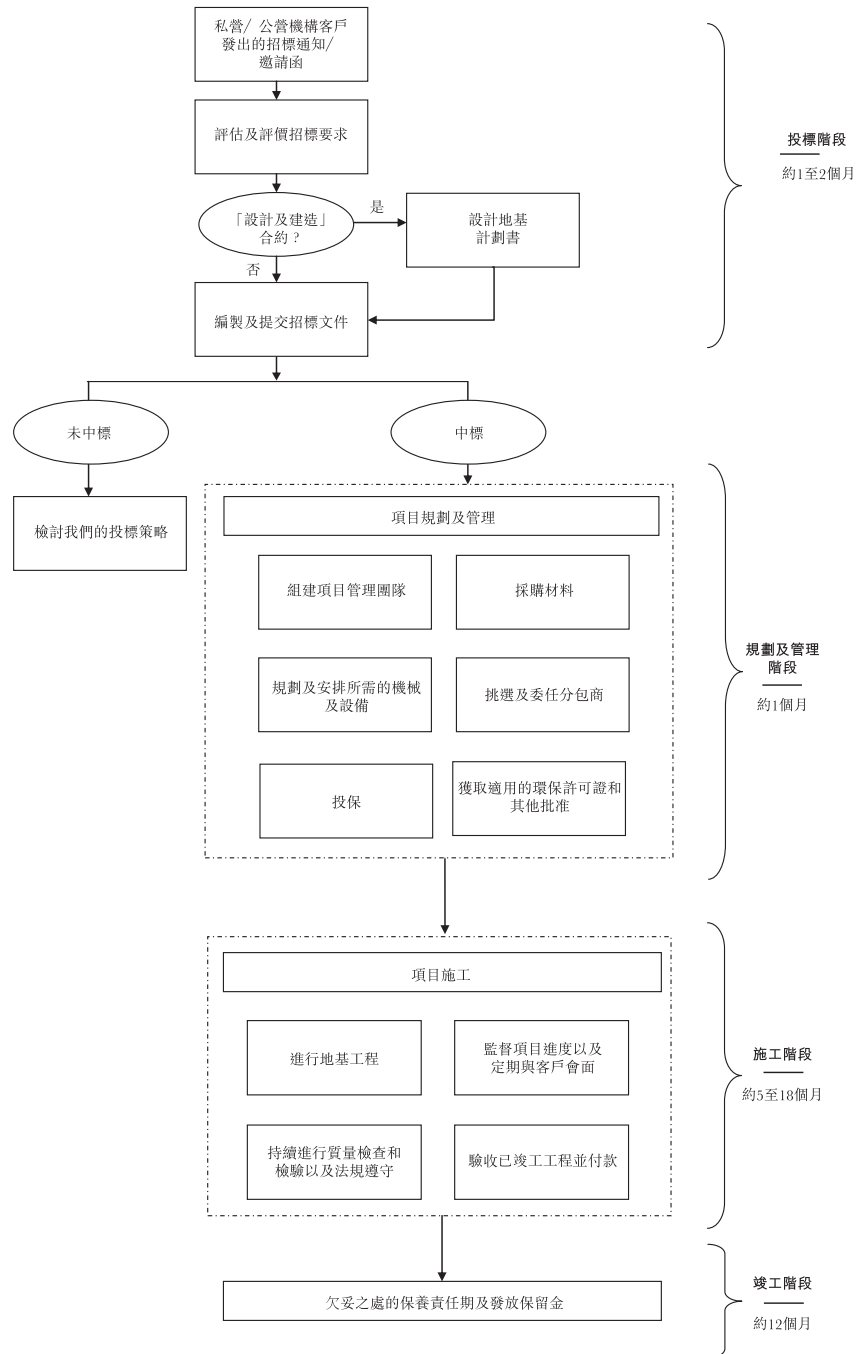 私營/ 公營機構客戶
發出的招標通知/
邀請函
評估及評價招標要求
「設計及建造」
合約？
是
設計地基
計劃書
否
編製及提交招標文件
投標階段
約1至2個月
未中標
中標
檢討我們的投標策略
項目規劃及管理
組建項目管理團隊
採購材料
規劃及安排所需的機械
及設備
挑選及委任分包商
投保
獲取適用的環保許可證和
其他批准
規劃及管理
階段
約1個月
項目施工
進行地基工程
監督項目進度以及
定期與客戶會面
持續進行質量檢查和
檢驗以及法規遵守
驗收已竣工工程並付款
施工階段
約5至18個月
欠妥之處的保養責任期及發放保留金
竣工階段
約12個月